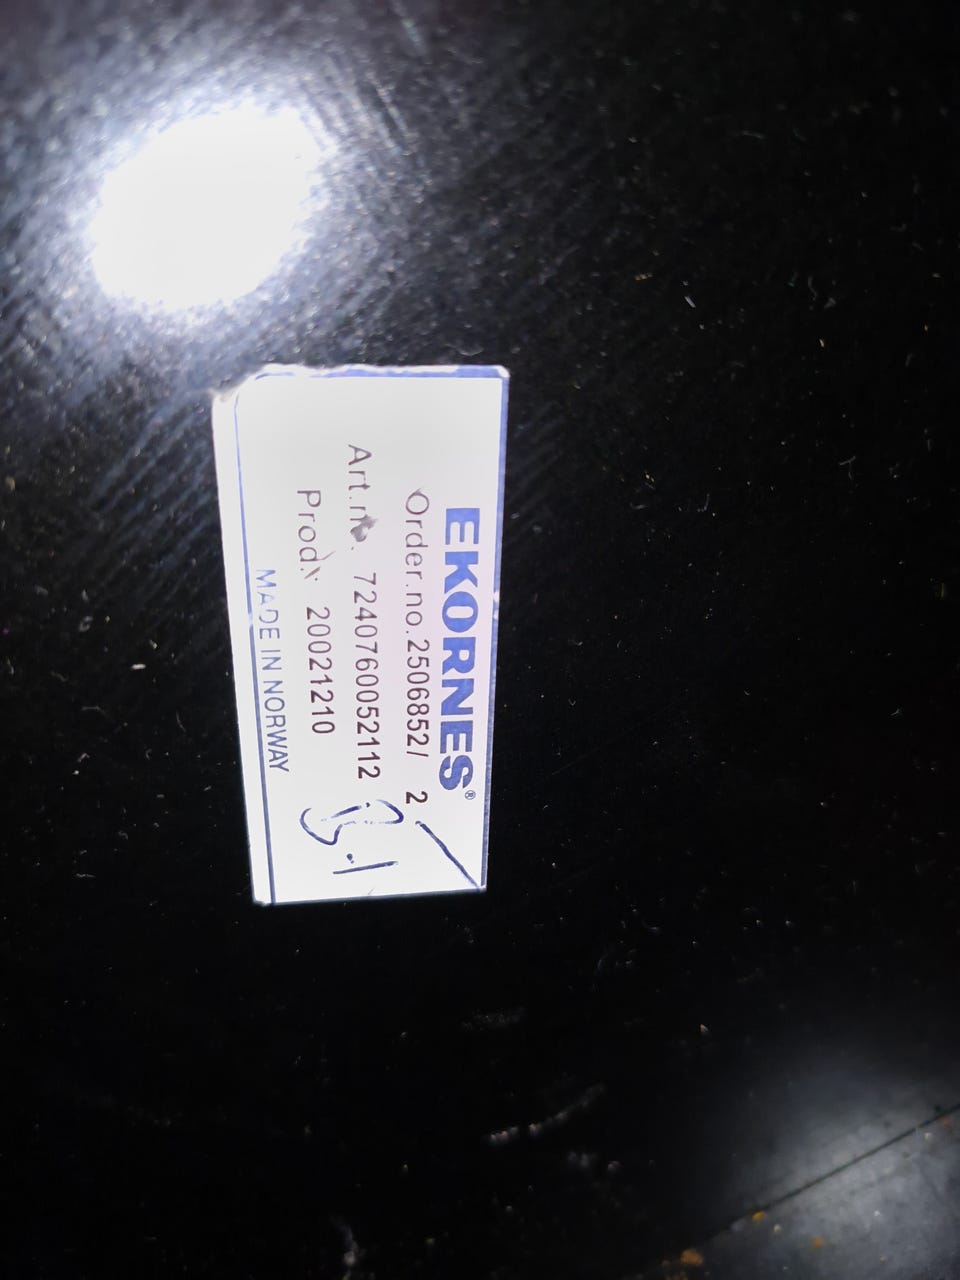 EKORNES®
Order.no.2506852/ 2
Art.no. 7240760052112
Prod.: 20021210
MADE IN NORWAY